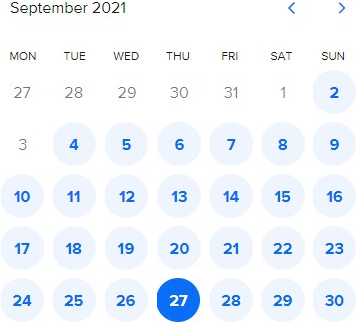 September 2021
MON TUE WED THU FRI SAT SUN
27 28 29 30 31 1 2
3 4 5 6 7 8 9
10 11 12 13 14 15 16
17 18 19 20 21 22 23
24 25 26 27 28 29 30